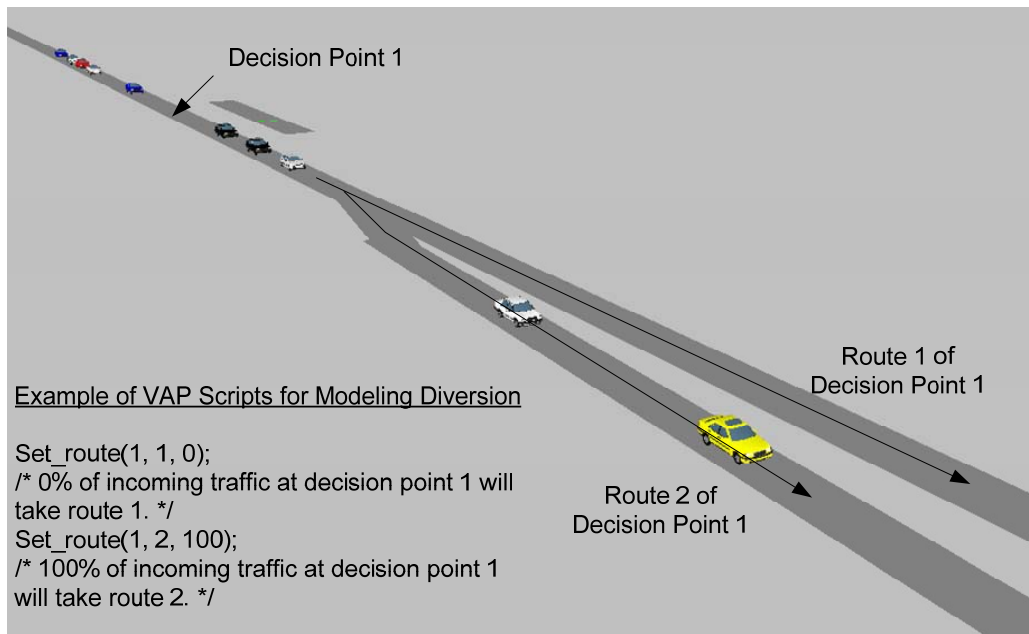 Decision Point 1
Route 1 of
Decision Point 1
Example of VAP Scripts for Modeling Diversion
Set_route(1, 1, 0);
/* 0% of incoming traffic at decision point 1 will
take route 1. */
Set_route(1, 2, 100);
/* 100% of incoming traffic at decision point 1
will take route 2. */
Route 2 of
Decision Point 1